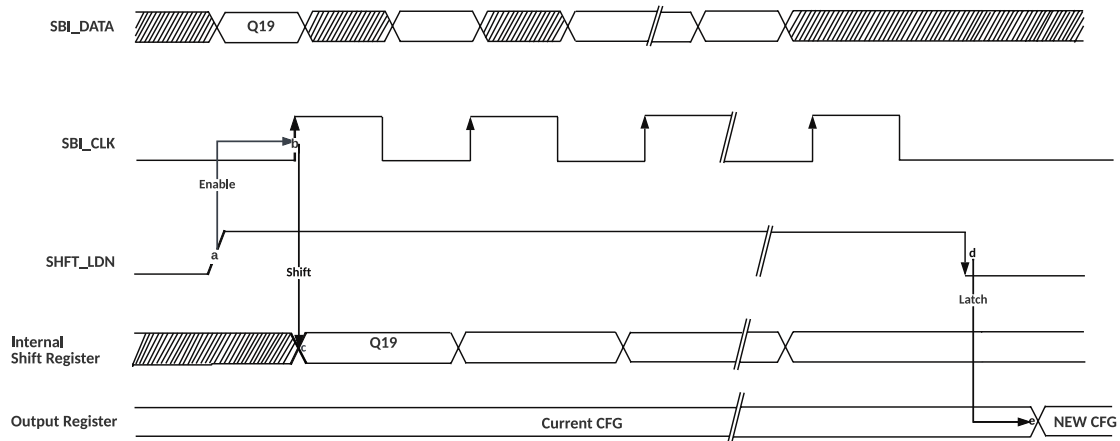 SBI_DATA
Q19
SBI_CLK
b
Enable
SHFT_LDN
a
d
Shift
Latch
Internal
Shift Register
Q19
c
Output Register
Current CFG
e
NEW CFG